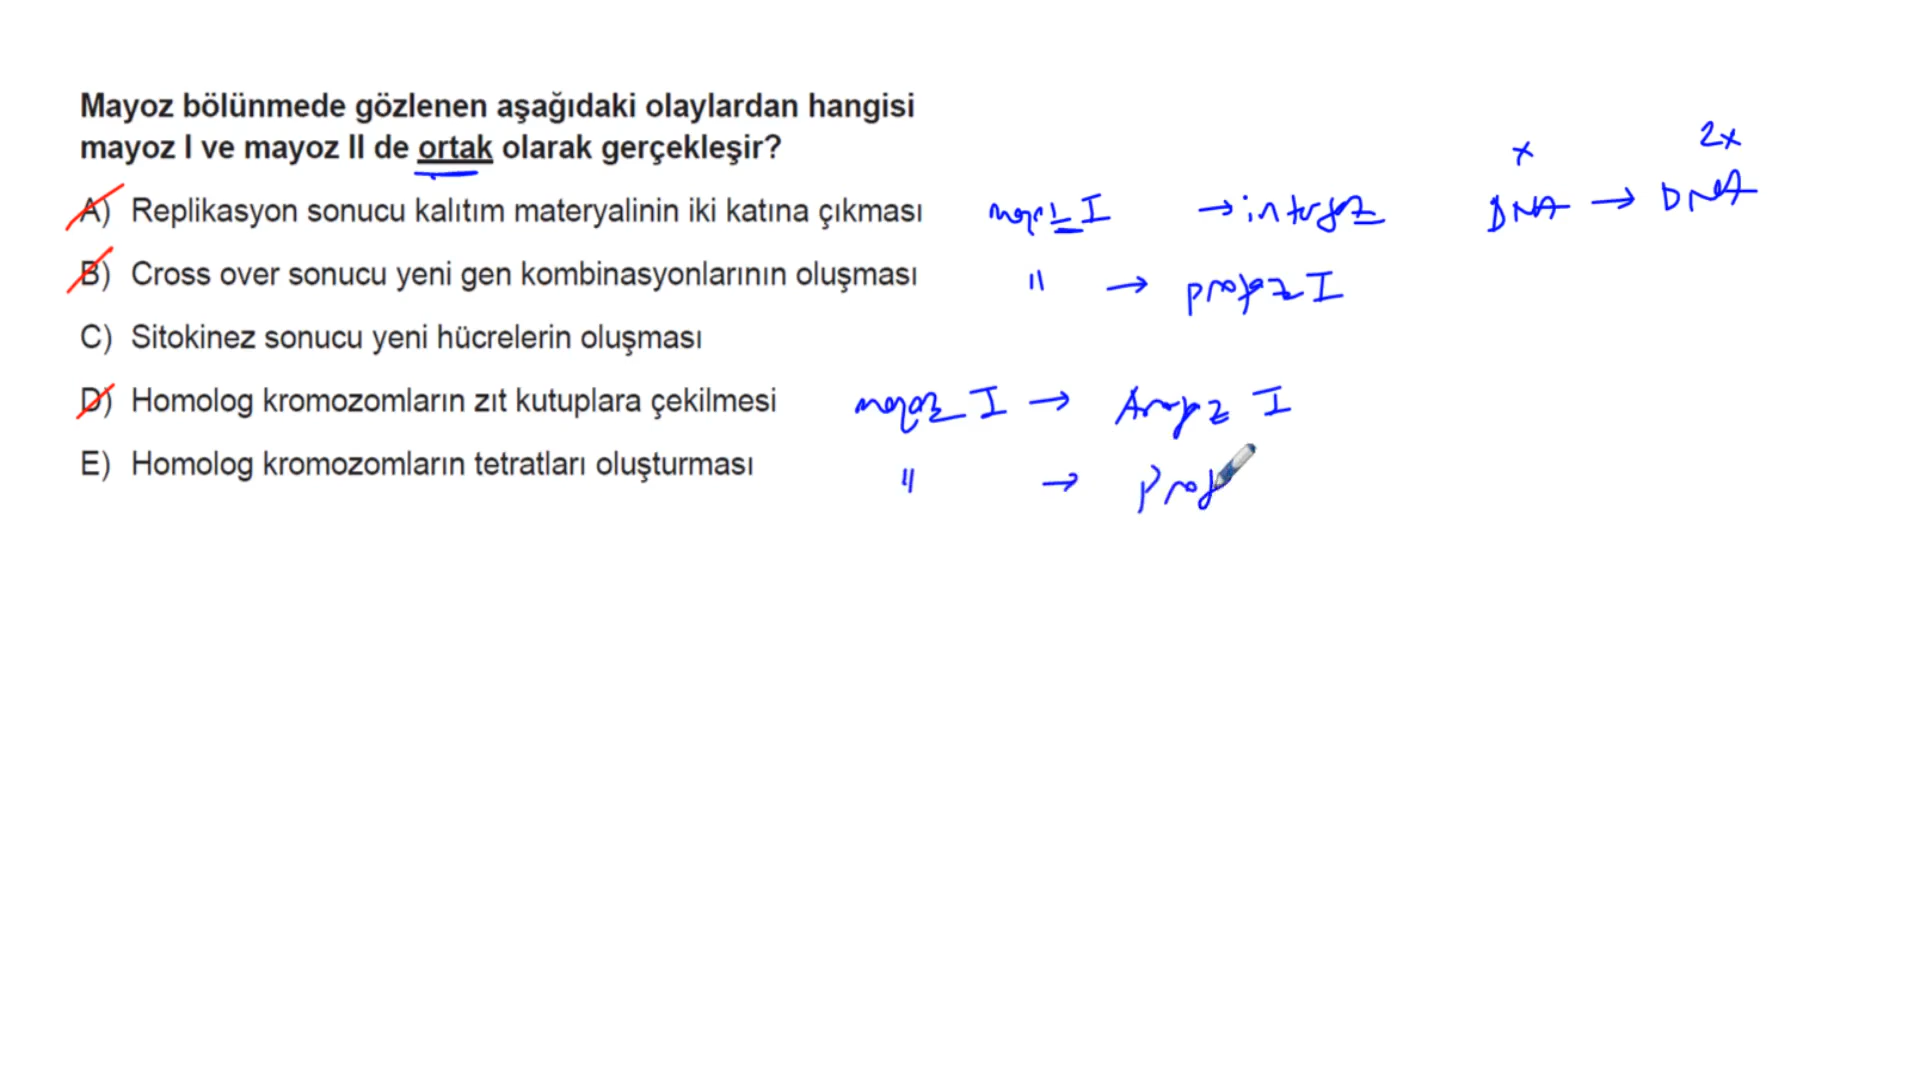 Mayoz bölünmede gözlenen aşağıdaki olaylardan hangisi
mayoz I ve mayoz II de ortak olarak gerçekleşir?
A) Replikasyon sonucu kalıtım materyalinin iki katına çıkması
mayoz I → interfaz
x 2x
DNA → DNA
B) Cross over sonucu yeni gen kombinasyonlarının oluşması
" → profaz I
C) Sitokinez sonucu yeni hücrelerin oluşması
D) Homolog kromozomların zıt kutuplara çekilmesi
mayoz I → Anafaz I
E) Homolog kromozomların tetratları oluşturması
" → Prof